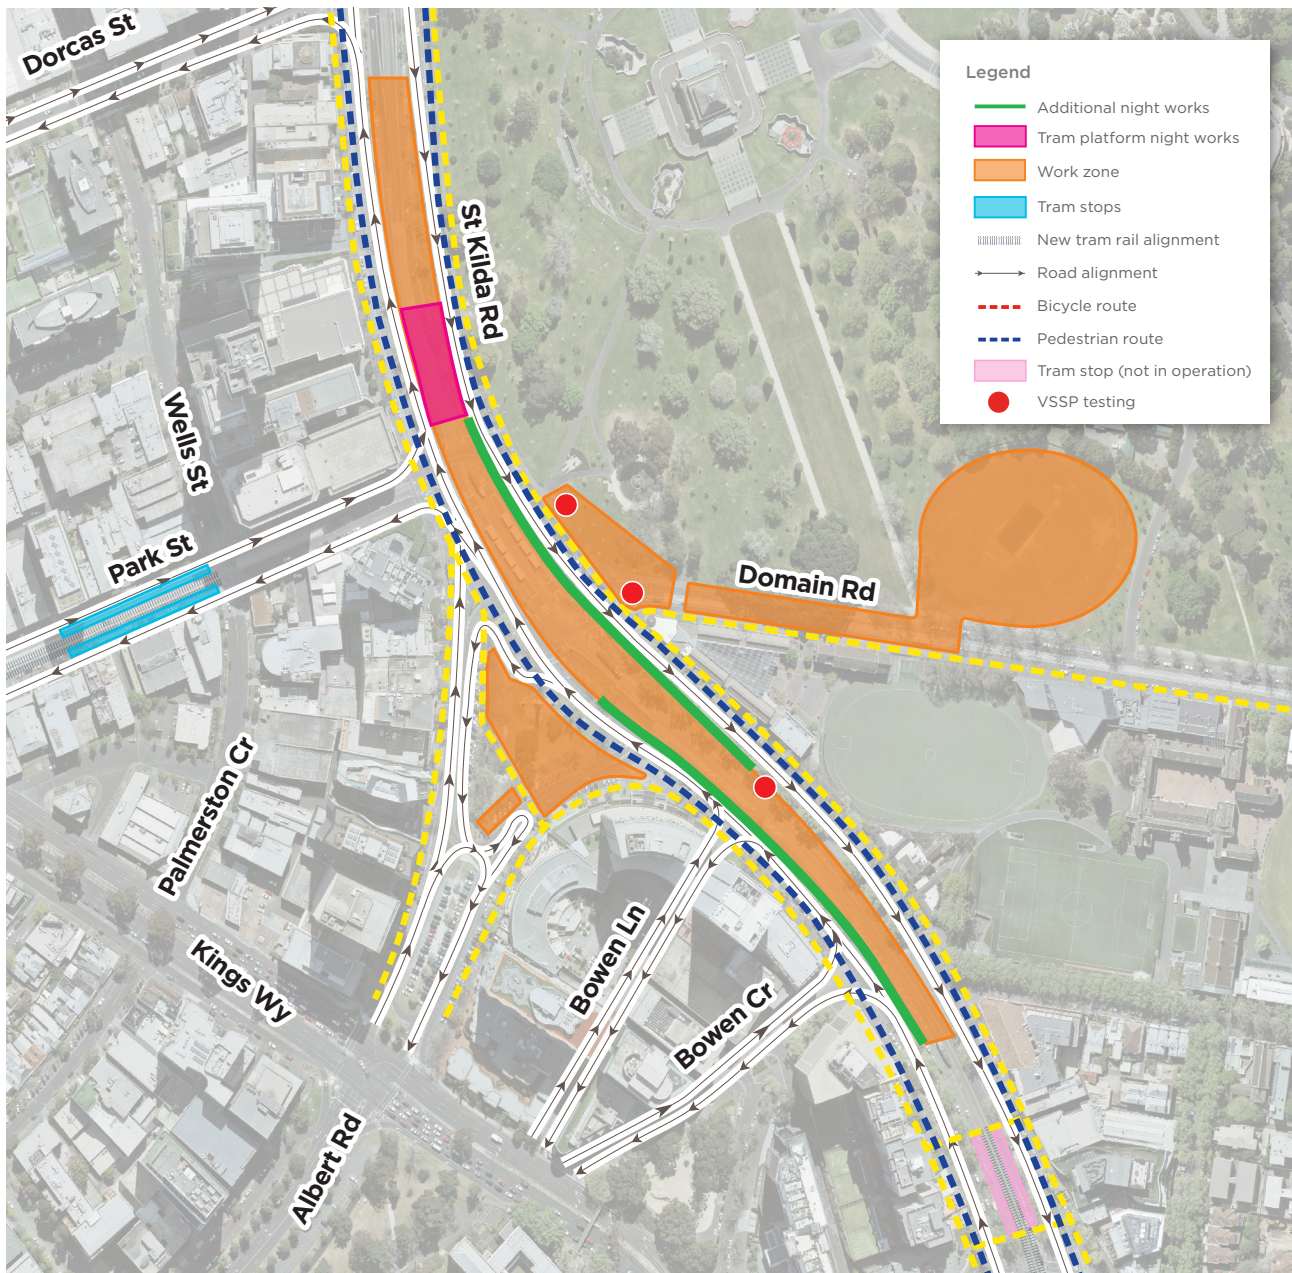 Dorcas St
Legend
Additional night works
Tram platform night works
Work zone
Tram stops
New tram rail alignment
Road alignment
Bicycle route
Pedestrian route
Tram stop (not in operation)
VSSP testing
St Kilda Rd
Wells St
Park St
Domain Rd
Palmerston Cr
Kings Wy
Bowen Ln
Bowen Cr
Albert Rd